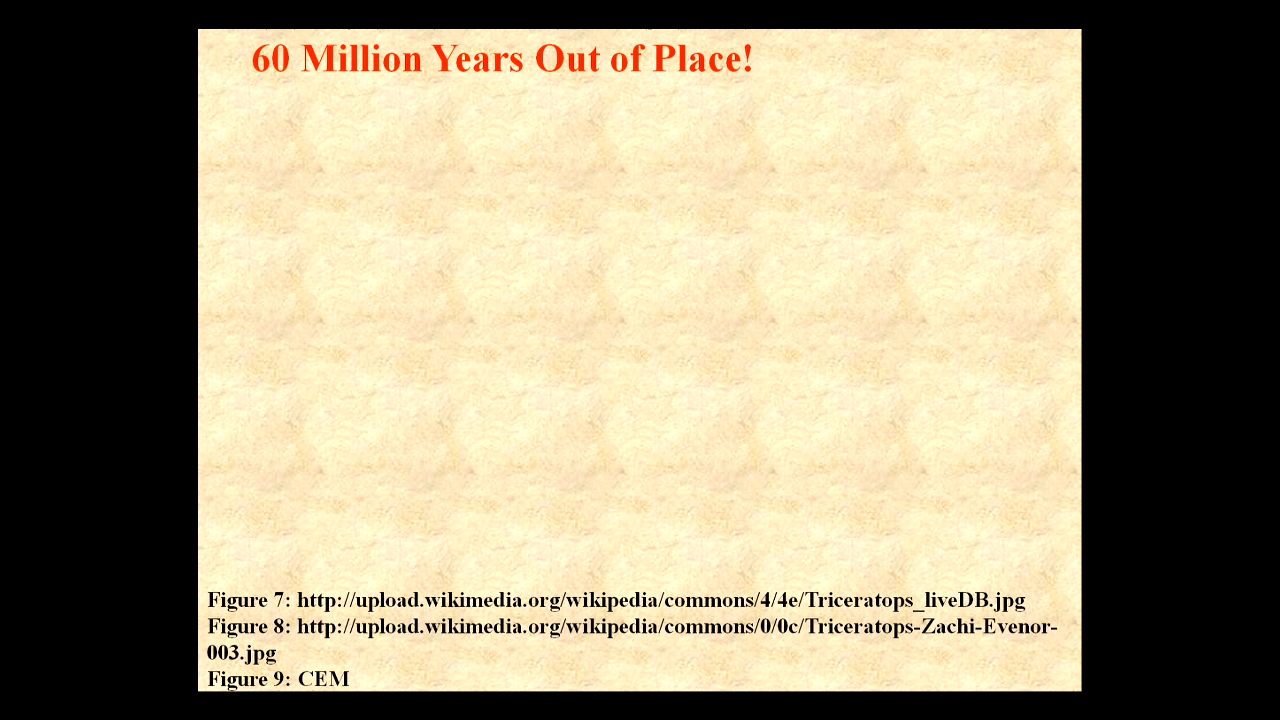 60 Million Years Out of Place!
Figure 7: http://upload.wikimedia.org/wikipedia/commons/4/4e/Triceratops_liveDB.jpg
Figure 8: http://upload.wikimedia.org/wikipedia/commons/0/0c/Triceratops-Zachi-Evenor-
003.jpg
Figure 9: CEM